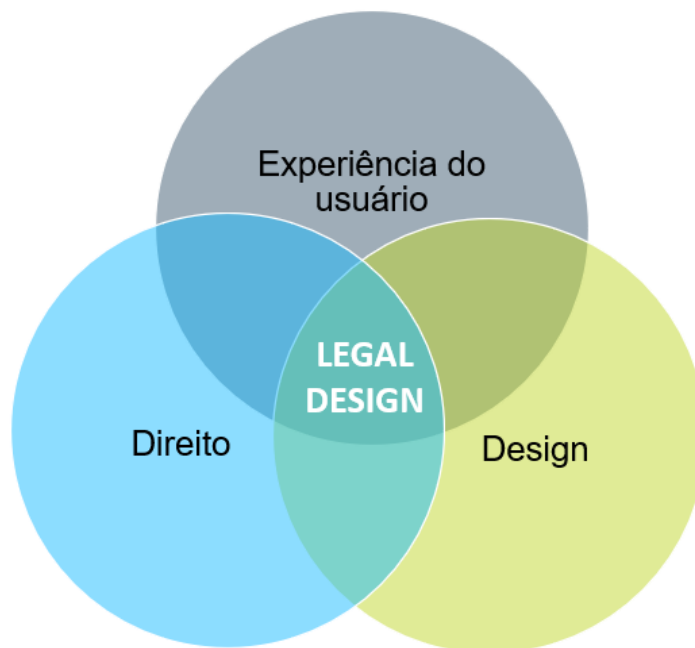 Experiência do
usuário
LEGAL
DESIGN
Direito
Design